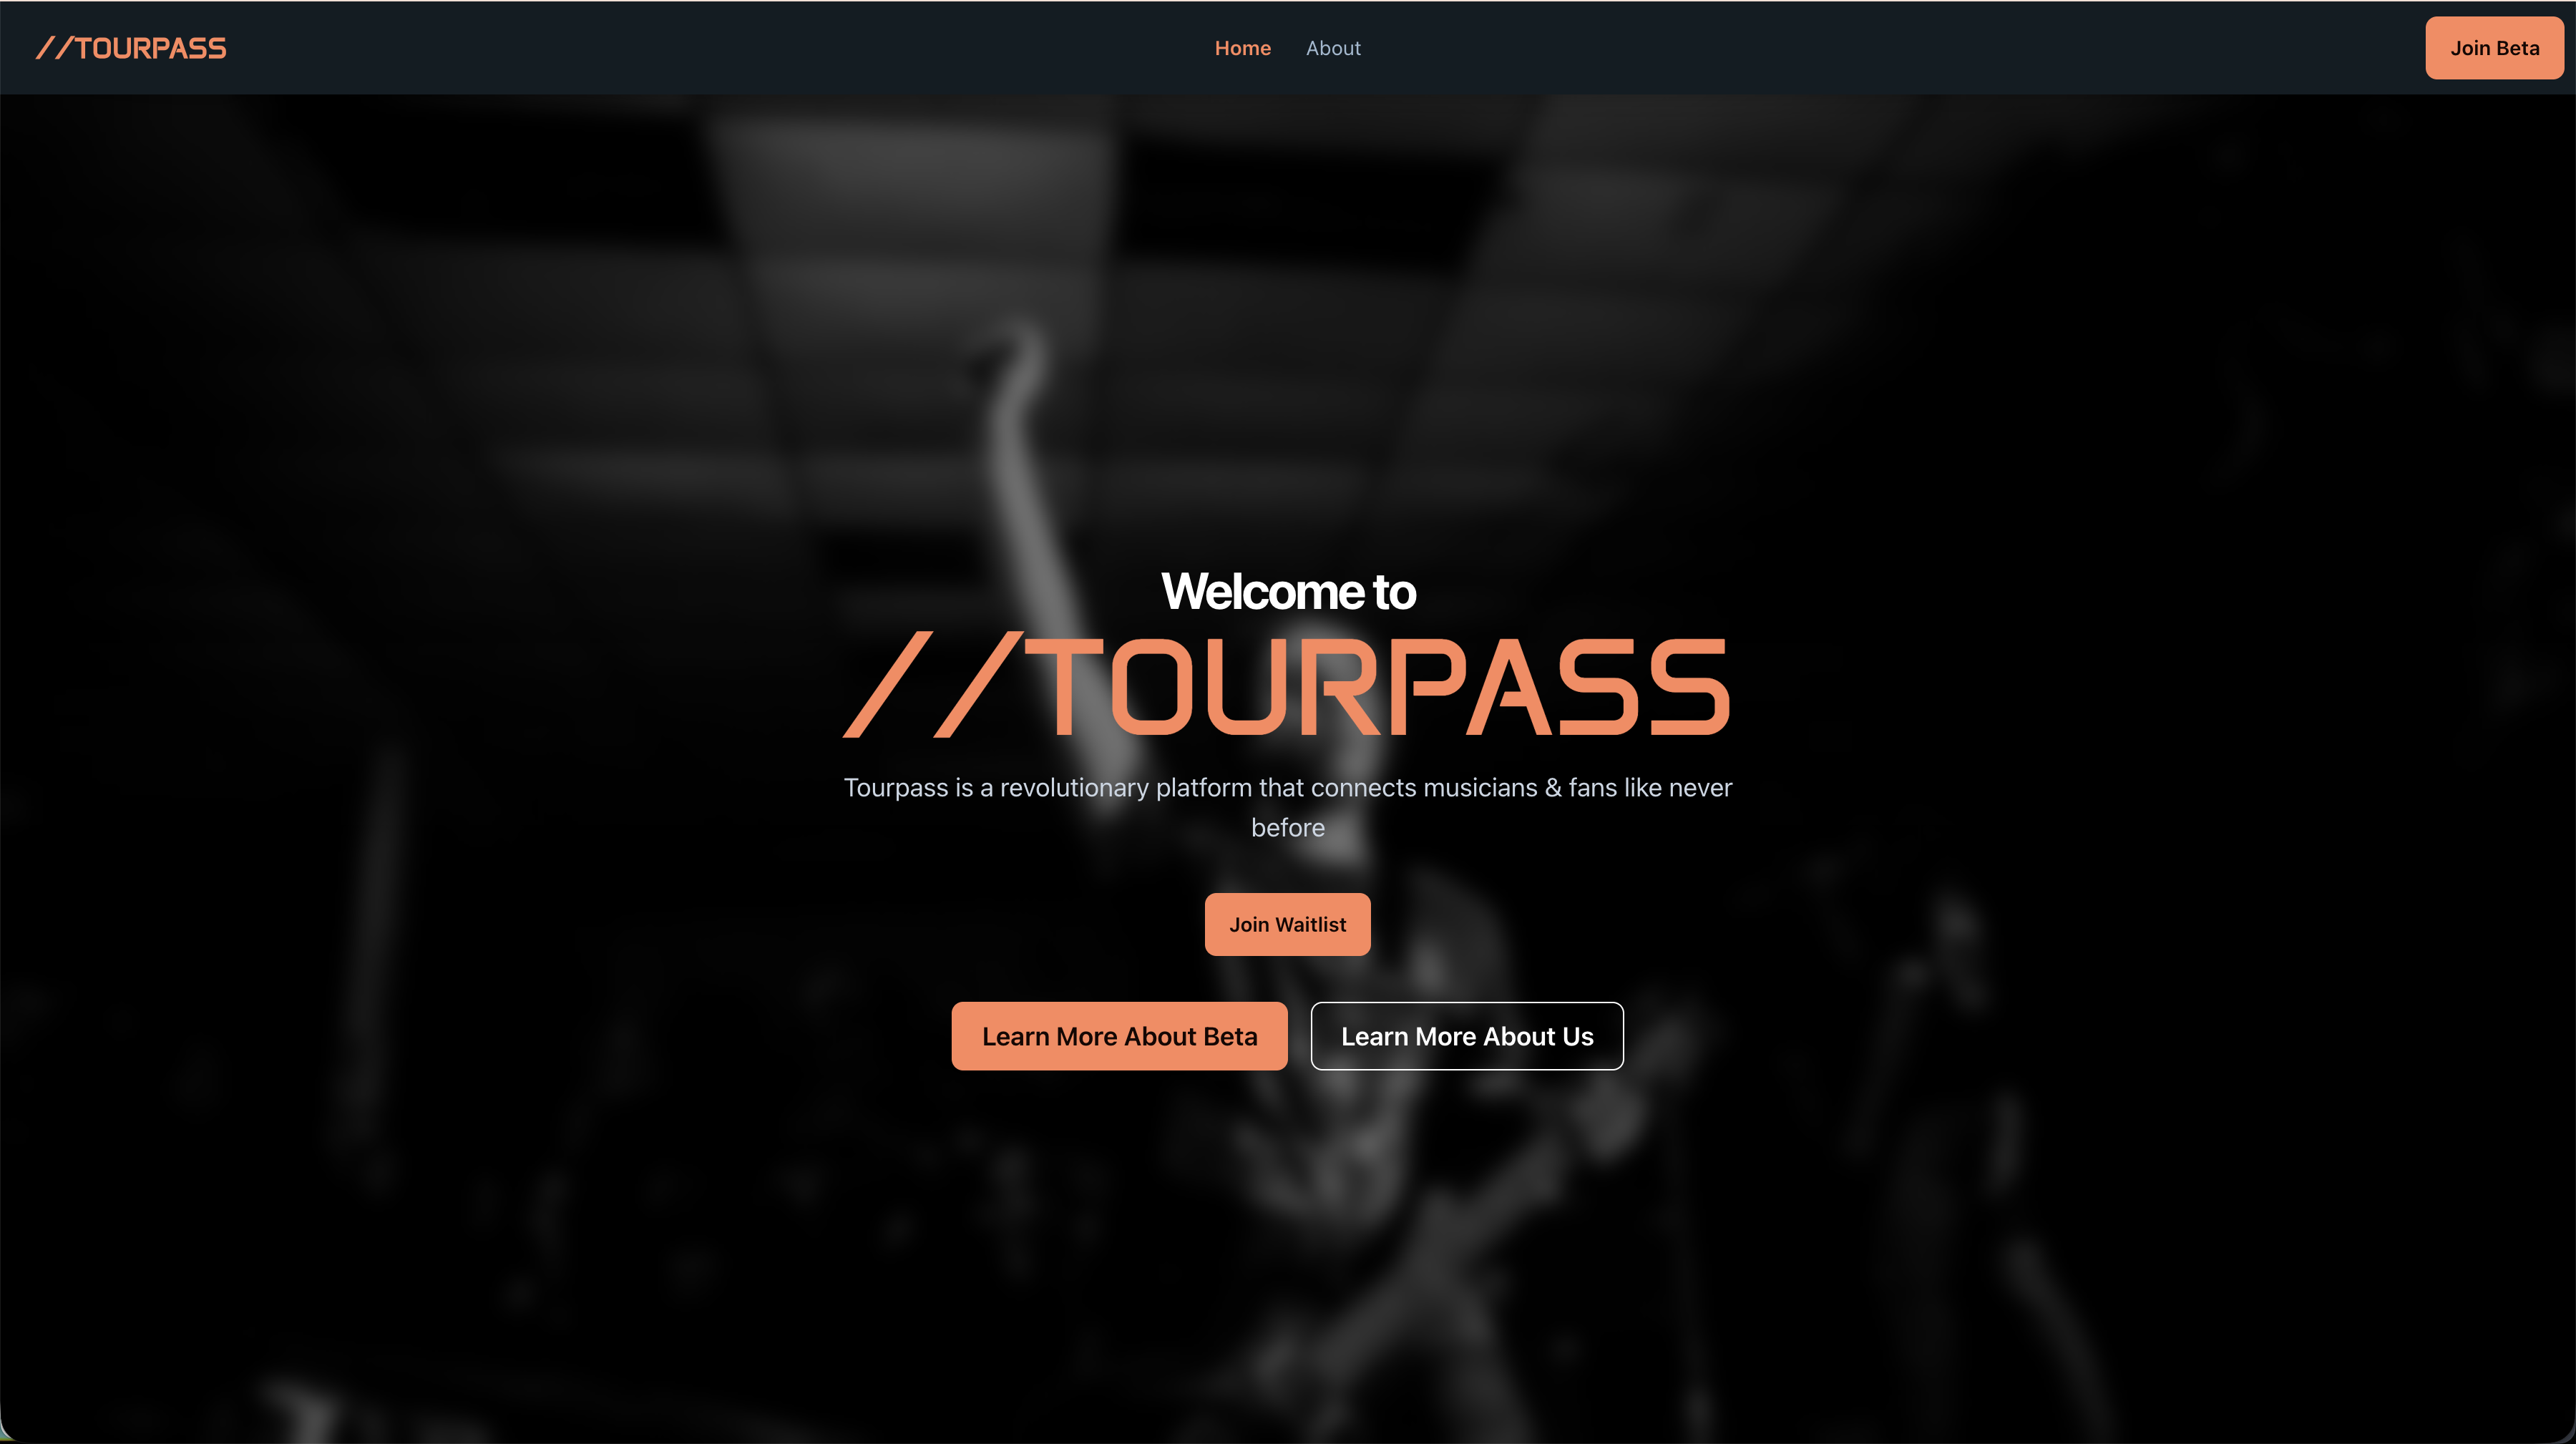 //TOURPASS
Home About
Join Beta
Welcome to
//TOURPASS
Tourpass is a revolutionary platform that connects musicians & fans like never
before
Join Waitlist
Learn More About Beta
Learn More About Us